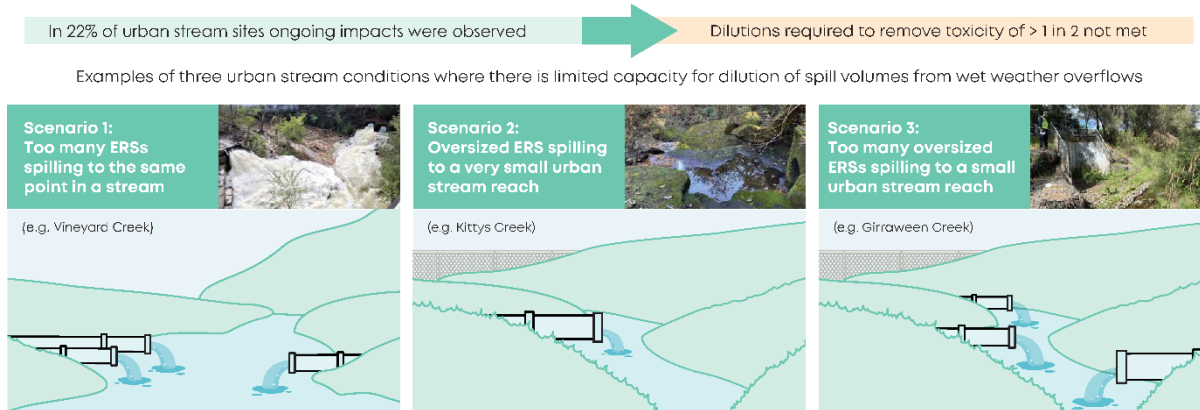 In 22% of urban stream sites ongoing impacts were observed
Dilutions required to remove toxicity of > 1 in 2 not met
Examples of three urban stream conditions where there is limited capacity for dilution of spill volumes from wet weather overflows
Scenario 1:
Too many ERSs
spilling to the same
point in a stream
(e.g. Vineyard Creek)
Scenario 2:
Oversized ERS spilling
to a very small urban
stream reach
(e.g. Kittys Creek)
Scenario 3:
Too many oversized
ERSs spilling to a small
urban stream reach
(e.g. Girraween Creek)